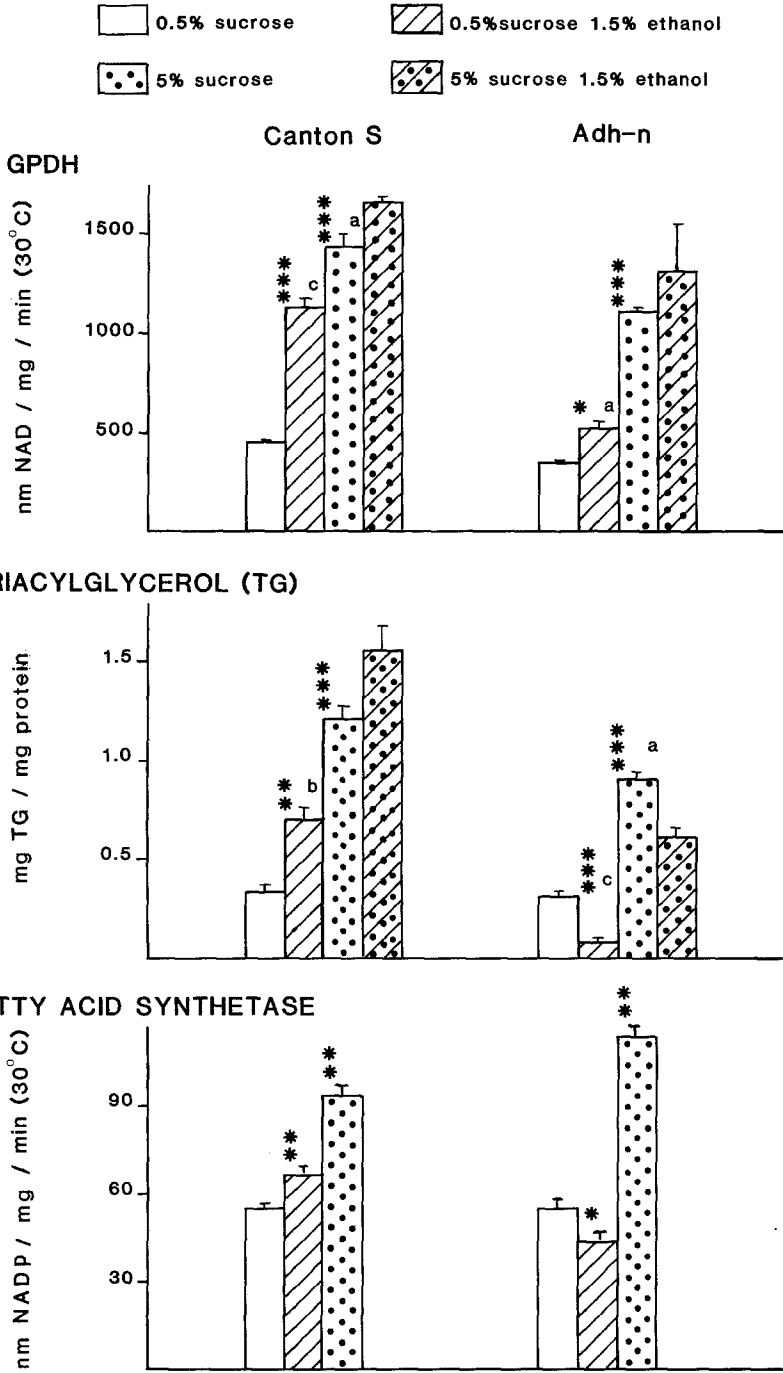 0.5% sucrose
0.5%sucrose 1.5% ethanol
5% sucrose
5% sucrose 1.5% ethanol
Canton S
Adh-n
GPDH
nm NAD / mg / min (30°C)
1500
1000
500
*** c
*** a
* a
***
RIACYLGLYCEROL (TG)
mg TG / mg protein
1.5
1.0
0.5
** b
***
*** c
*** a
TTY ACID SYNTHETASE
nm NADp / mg / min (30°C)
90
60
30
**
**
*
**